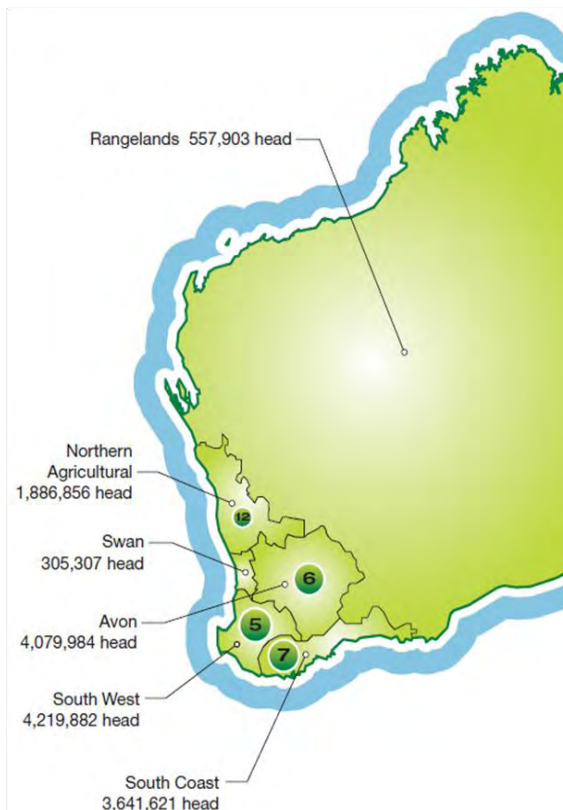 Rangelands 557,903 head
Northern
Agricultural
1,886,856 head
12
Swan
305,307 head
6
Avon
4,079,984 head
5
7
South West
4,219,882 head
South Coast
3,641,621 head